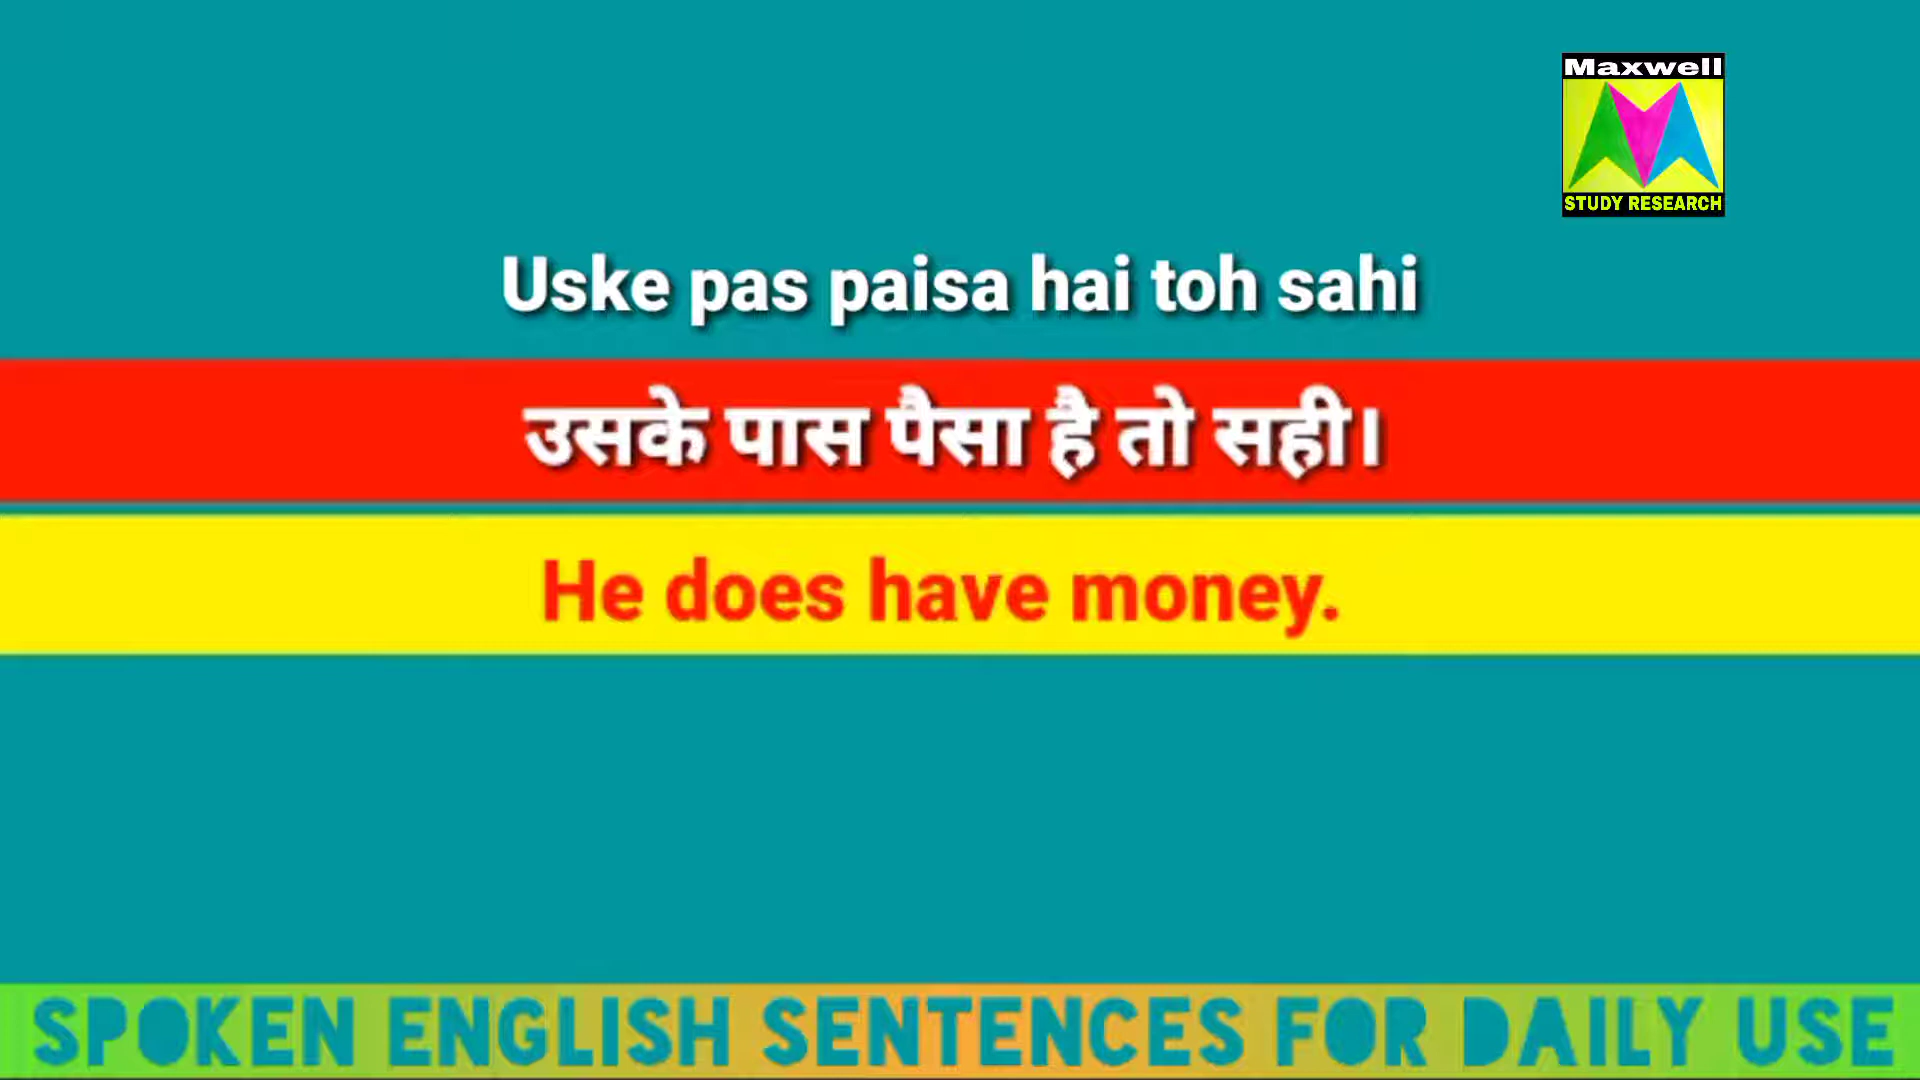 Maxwell
STUDY RESEARCH
Uske pas paisa hai toh sahi
उसके पास पैसा है तो सही।
He does have money.
SPOKEN ENGLISH SENTENCES FOR DAILY USE